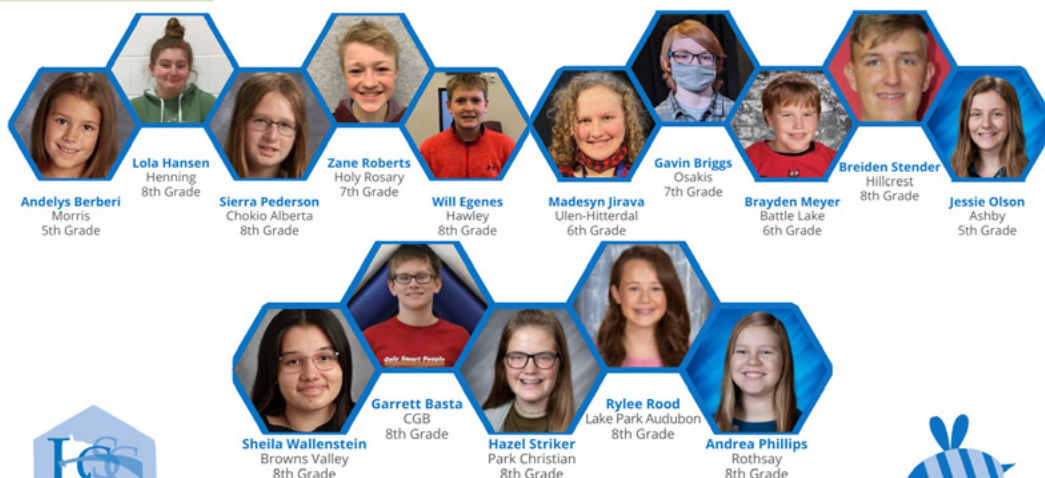 Lola Hansen
Henning
8th Grade
Zane Roberts
Holy Rosary
7th Grade
Gavin Briggs
Osakis
7th Grade
Breiden Stender
Hillcrest
8th Grade
Andelys Berberi
Morris
5th Grade
Sierra Pederson
Chokio Alberta
8th Grade
Will Egenes
Hawley
8th Grade
Madesyn Jirava
Ulen-Hitterdal
6th Grade
Brayden Meyer
Battle Lake
6th Grade
Jessie Olson
Ashby
5th Grade
Only Smart People
Garrett Basta
CGB
8th Grade
Rylee Rood
Lake Park Audubon
8th Grade
Sheila Wallenstein
Browns Valley
8th Grade
Hazel Striker
Park Christian
8th Grade
Andrea Phillips
Rothsay
8th Grade